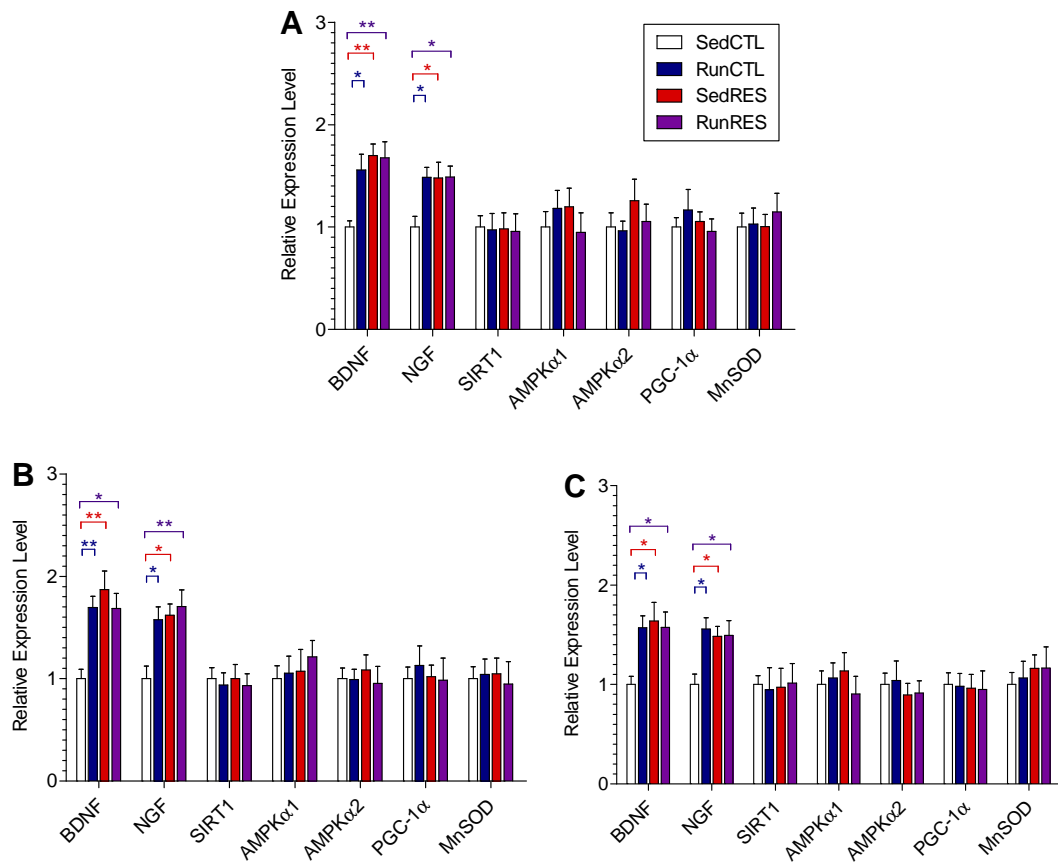 A
3
2
1
0
Relative Expression Level
** 
**
*
*
*
*
SedCTL
RunCTL
SedRES
RunRES
BDNF
NGF
SIRT1
AMPKα1
AMPKα2
PGC-1α
MnSOD
B
3
2
1
0
Relative Expression Level
*
**
**
**
*
*
BDNF
NGF
SIRT1
AMPKα1
AMPKα2
PGC-1α
MnSOD
C
3
2
1
0
Relative Expression Level
*
*
*
*
*
*
BDNF
NGF
SIRT1
AMPKα1
AMPKα2
PGC-1α
MnSOD